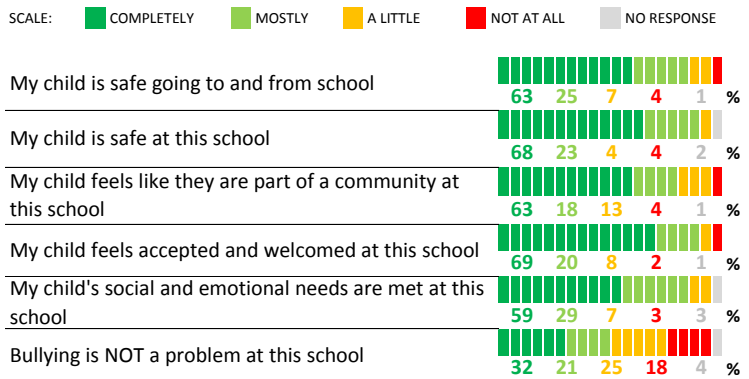 SCALE: COMPLETELY MOSTLY A LITTLE NOT AT ALL NO RESPONSE
My child is safe going to and from school
63 25 7 4 1 %
My child is safe at this school
68 23 4 4 2 %
My child feels like they are part of a community at
this school
63 18 13 4 1 %
My child feels accepted and welcomed at this school
69 20 8 2 1 %
My child's social and emotional needs are met at this
school
59 29 7 3 3 %
Bullying is NOT a problem at this school
32 21 25 18 4 %